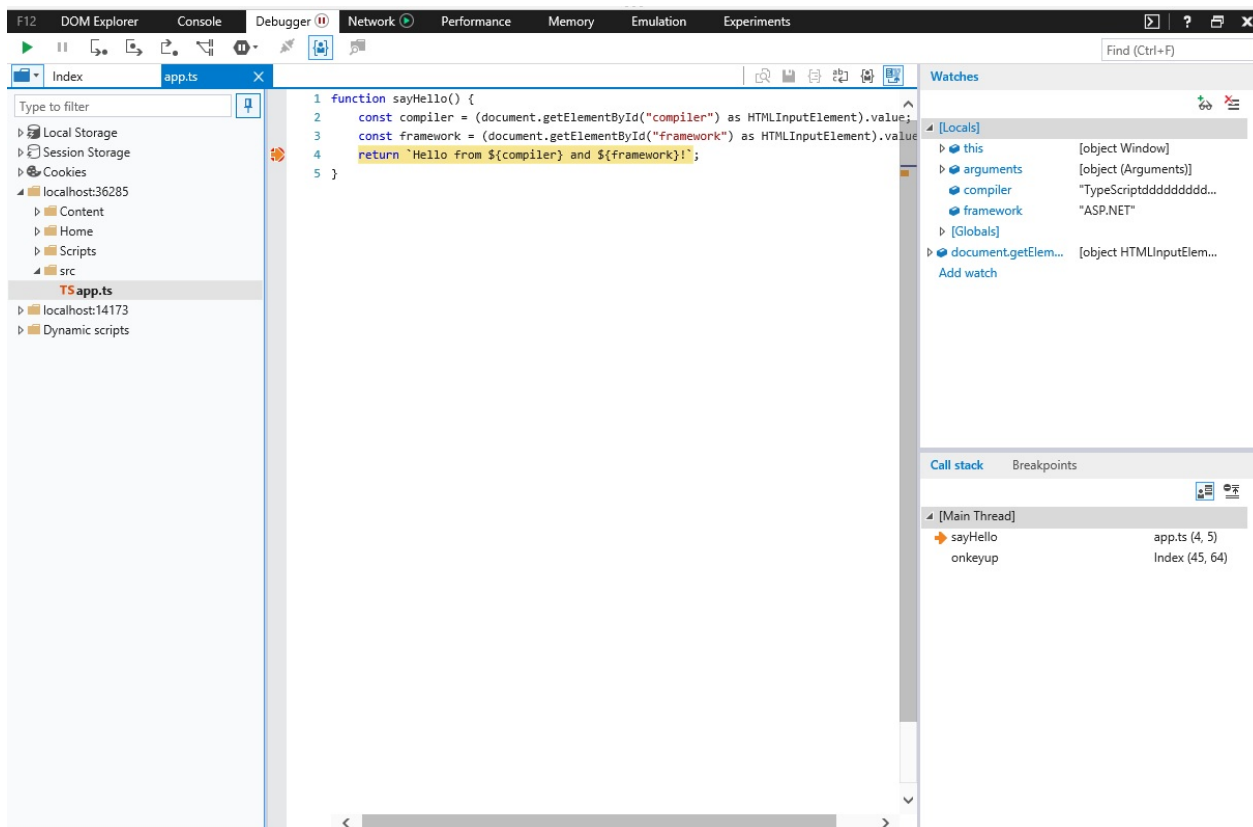 F12 DOM Explorer Console Debugger Network Performance Memory Emulation Experiments ?
Find (Ctrl+F)
Index app.ts
Type to filter
Local Storage
Session Storage
Cookies
localhost:36285
Content
Home
Scripts
src
TS app.ts
localhost:14173
Dynamic scripts
1 function sayHello() {
2 const compiler = (document.getElementById("compiler") as HTMLInputElement).value;
3 const framework = (document.getElementById("framework") as HTMLInputElement).value
4 return `Hello from ${compiler} and ${framework}!`;
5 }
Watches
[Locals]
this [object Window]
arguments [object (Arguments)]
compiler "TypeScriptddddddddd...
framework "ASP.NET"
[Globals]
document.getElem... [object HTMLInputElem...
Add watch
Call stack Breakpoints
[Main Thread]
sayHello app.ts (4, 5)
onkeyup Index (45, 64)